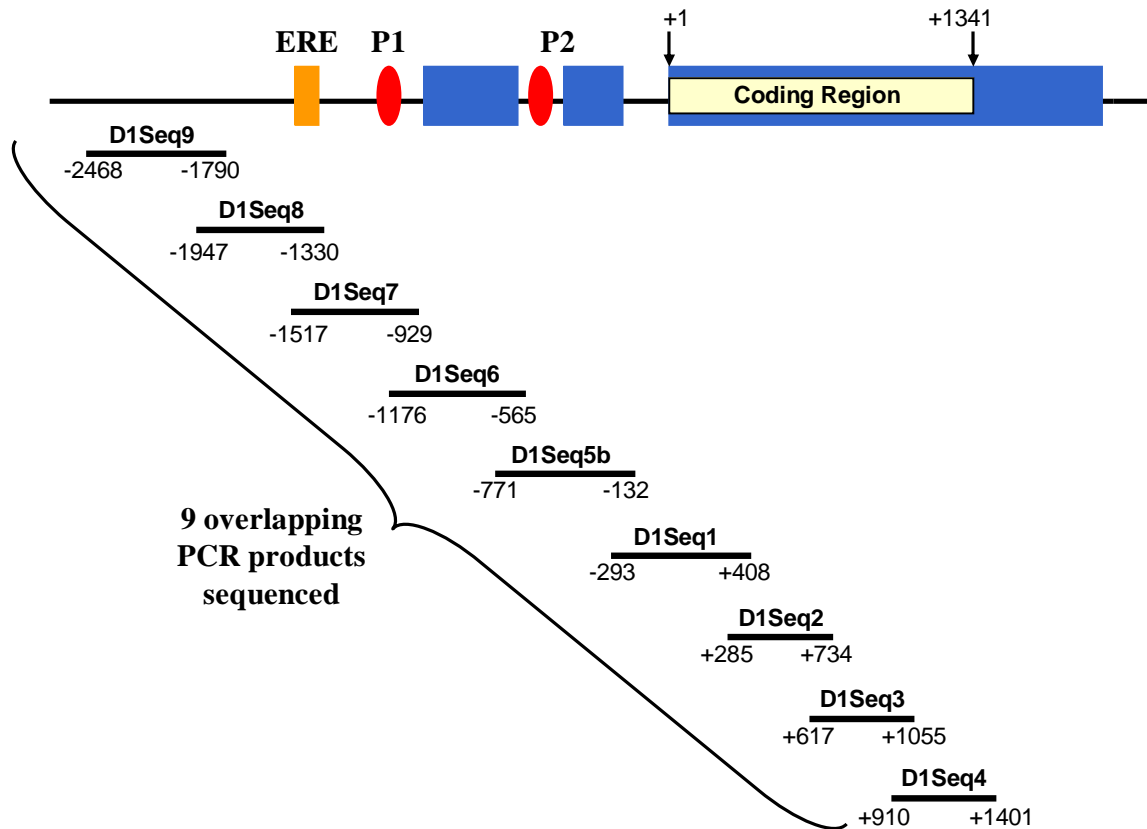 +1 +1341
ERE P1 P2
Coding Region
D1Seq9
-2468 -1790
D1Seq8
-1947 -1330
D1Seq7
-1517 -929
D1Seq6
-1176 -565
D1Seq5b
-771 -132
9 overlapping
PCR products
sequenced
D1Seq1
-293 +408
D1Seq2
+285 +734
D1Seq3
+617 +1055
D1Seq4
+910 +1401